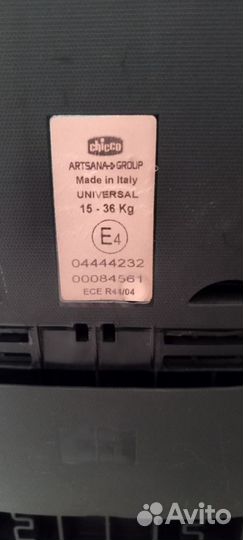 chicco
ARTSANA GROUP
Made in Italy
UNIVERSAL
15 - 36 Kg
E4
04444232
00084561
ECE R44/04
Avito